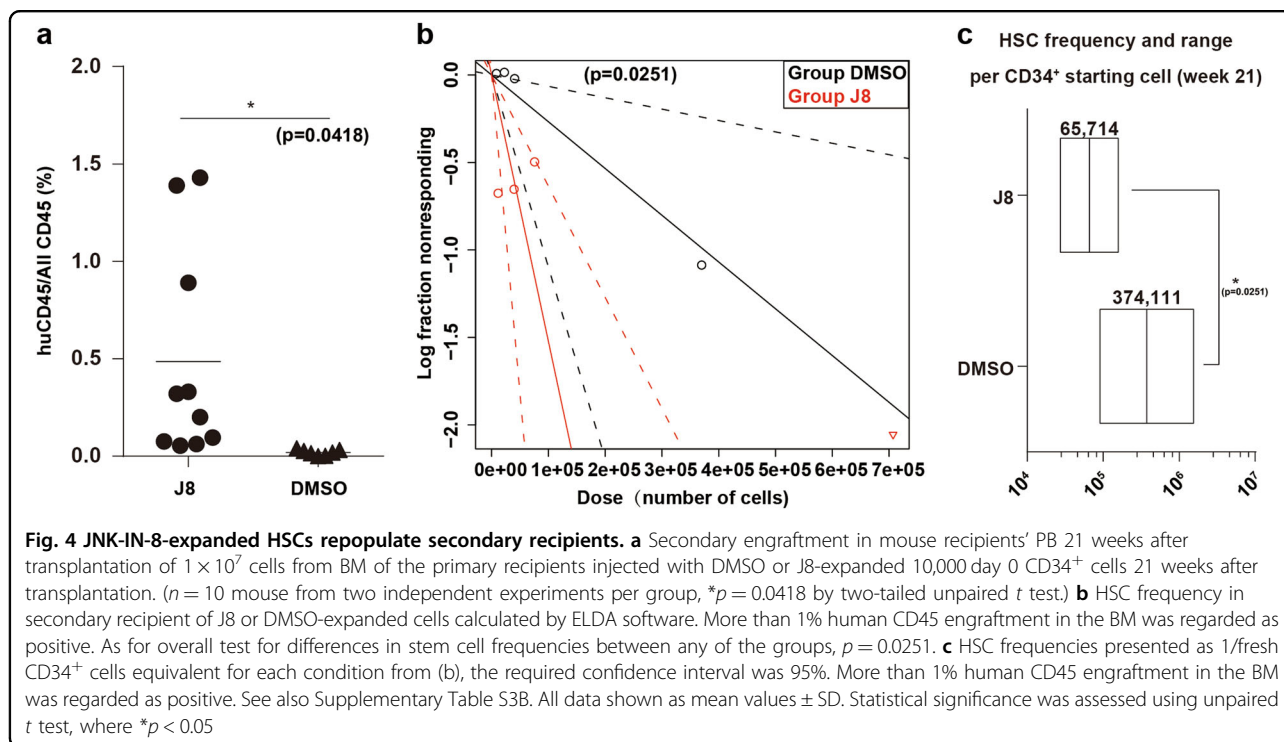 a
2.0
1.5
1.0
0.5
0.0
huCD45/All CD45 (%)
*
(p=0.0418)
J8
DMSO
b
(p=0.0251)
Group DMSO
Group J8
0.0
−0.5
−1.0
−1.5
−2.0
Log fraction nonresponding
0e+00 1e+05 2e+05 3e+05 4e+05 5e+05 6e+05 7e+05
Dose（number of cells)
c
HSC frequency and range
per CD34⁺ starting cell (week 21)
65,714
J8
*
(p=0.0251)
374,111
DMSO
10⁴ 10⁵ 10⁶ 10⁷
Fig. 4 JNK-IN-8-expanded HSCs repopulate secondary recipients. a Secondary engraftment in mouse recipients' PB 21 weeks after
transplantation of 1 × 10⁷ cells from BM of the primary recipients injected with DMSO or J8-expanded 10,000 day 0 CD34⁺ cells 21 weeks after
transplantation. (n = 10 mouse from two independent experiments per group, *p = 0.0418 by two-tailed unpaired t test.) b HSC frequency in
secondary recipient of J8 or DMSO-expanded cells calculated by ELDA software. More than 1% human CD45 engraftment in the BM was regarded as
positive. As for overall test for differences in stem cell frequencies between any of the groups, p = 0.0251. c HSC frequencies presented as 1/fresh
CD34⁺ cells equivalent for each condition from (b), the required confidence interval was 95%. More than 1% human CD45 engraftment in the BM
was regarded as positive. See also Supplementary Table S3B. All data shown as mean values ± SD. Statistical significance was assessed using unpaired
t test, where *p < 0.05